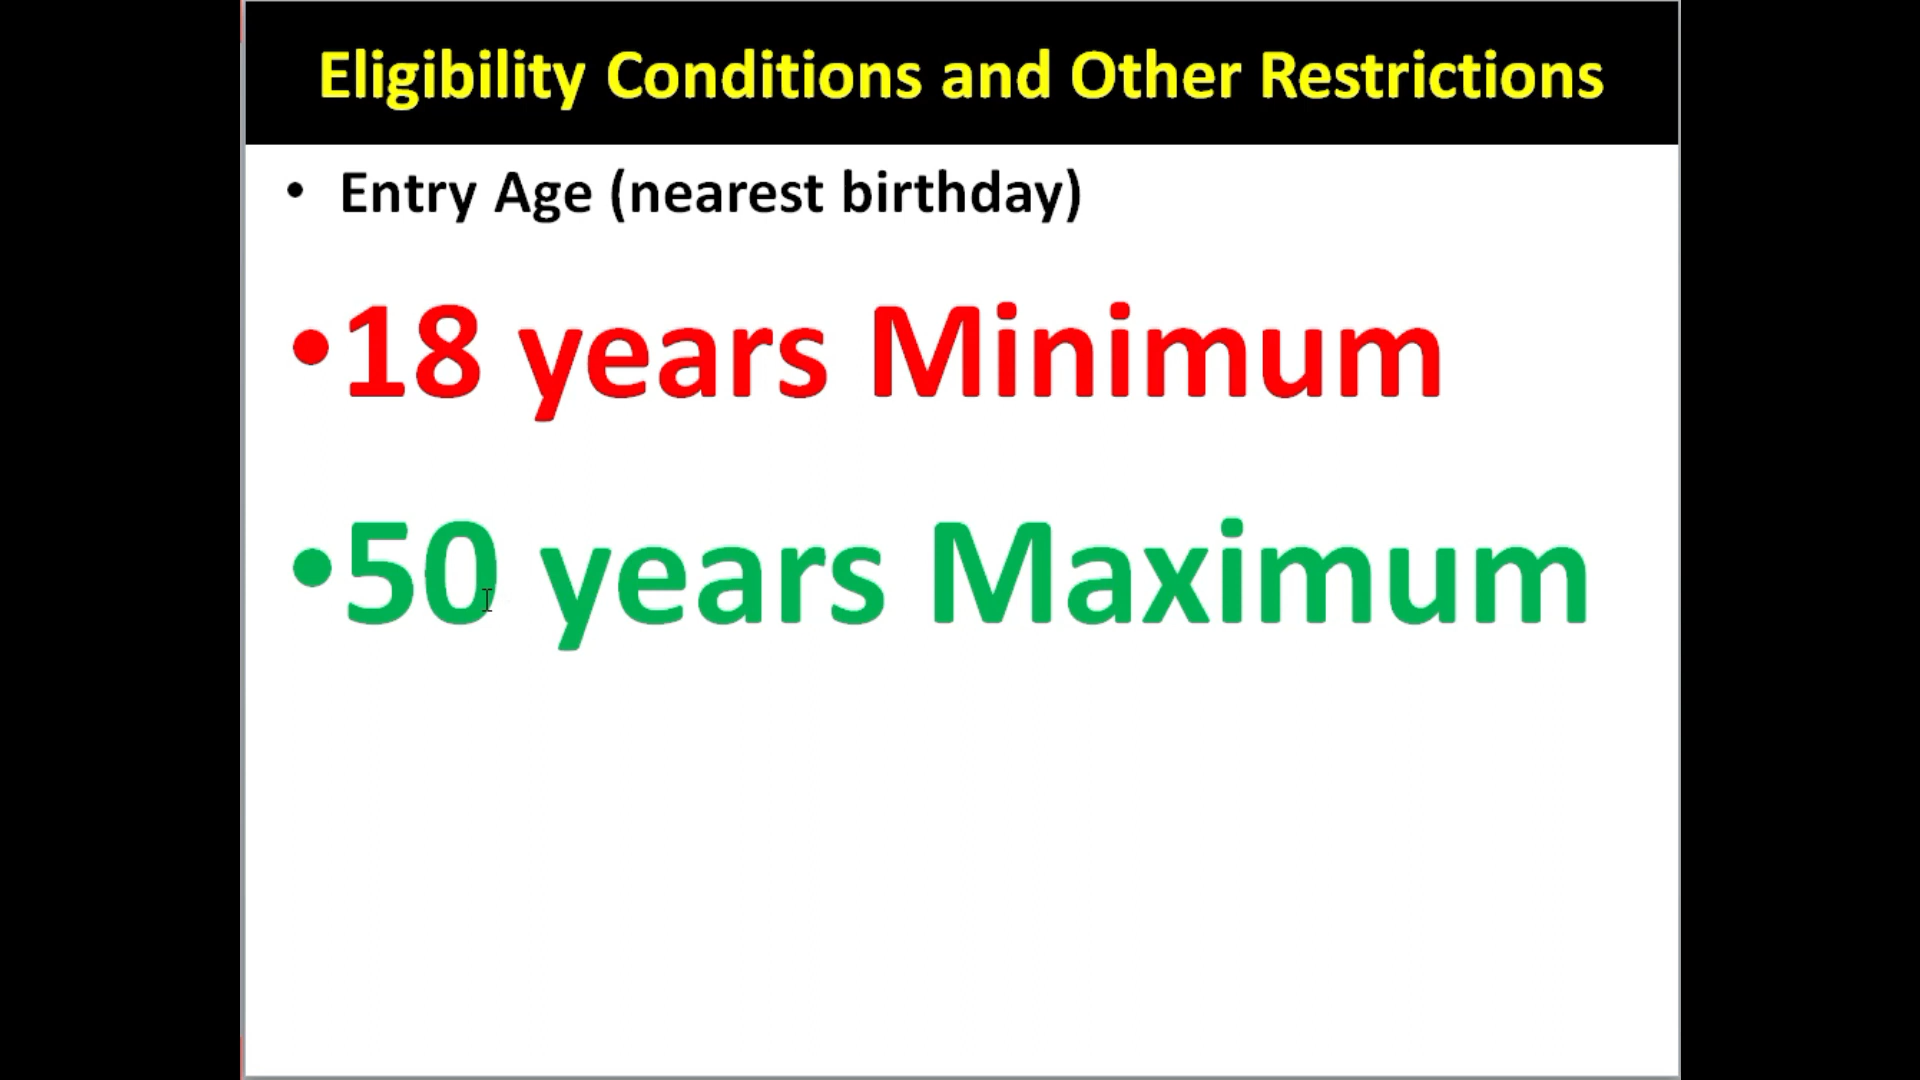 Eligibility Conditions and Other Restrictions
• Entry Age (nearest birthday)
•18 years Minimum
•50 years Maximum